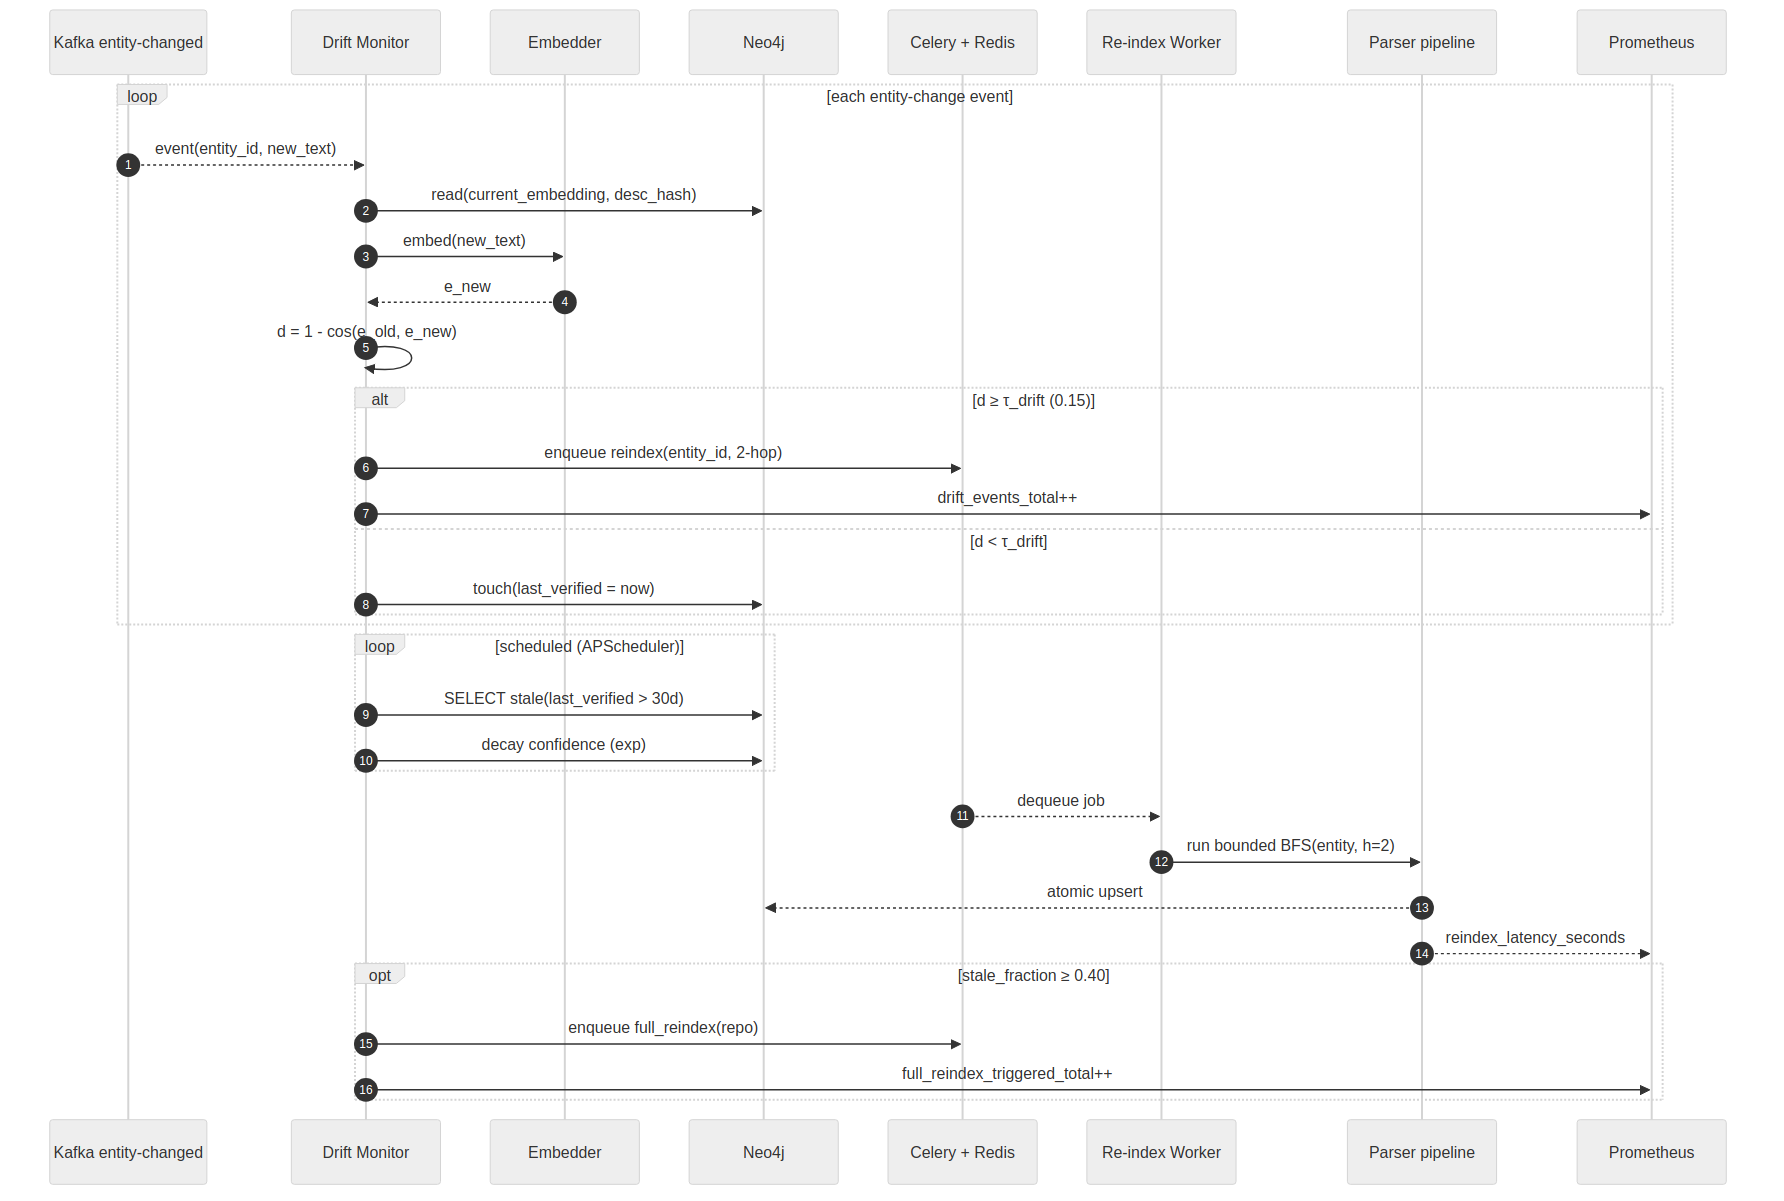 Kafka entity-changed
Drift Monitor
Embedder
Neo4j
Celery + Redis
Re-index Worker
Parser pipeline
Prometheus
loop
[each entity-change event]
event(entity_id, new_text)
1
read(current_embedding, desc_hash)
2
embed(new_text)
3
e_new
4
d = 1 - cos(e_old, e_new)
5
alt
[d ≥ τ_drift (0.15)]
enqueue reindex(entity_id, 2-hop)
6
drift_events_total++
7
[d < τ_drift]
touch(last_verified = now)
8
loop
[scheduled (APScheduler)]
SELECT stale(last_verified > 30d)
9
decay confidence (exp)
10
dequeue job
11
run bounded BFS(entity, h=2)
12
atomic upsert
13
reindex_latency_seconds
14
opt
[stale_fraction ≥ 0.40]
enqueue full_reindex(repo)
15
full_reindex_triggered_total++
16
Kafka entity-changed
Drift Monitor
Embedder
Neo4j
Celery + Redis
Re-index Worker
Parser pipeline
Prometheus